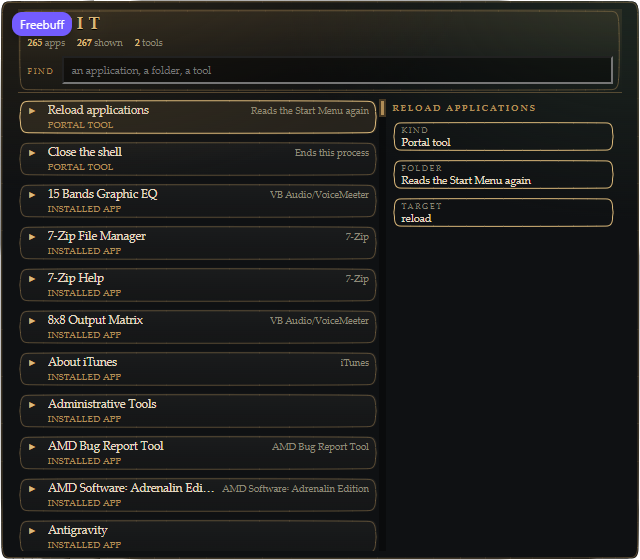 Freebuff
I T
265 apps 267 shown 2 tools
FIND an application, a folder, a tool
Reload applications Reads the Start Menu again
PORTAL TOOL
Close the shell Ends this process
PORTAL TOOL
15 Bands Graphic EQ VB Audio/VoiceMeeter
INSTALLED APP
7-Zip File Manager 7-Zip
INSTALLED APP
7-Zip Help 7-Zip
INSTALLED APP
8x8 Output Matrix VB Audio/VoiceMeeter
INSTALLED APP
About iTunes iTunes
INSTALLED APP
Administrative Tools
INSTALLED APP
AMD Bug Report Tool AMD Bug Report Tool
INSTALLED APP
AMD Software: Adrenalin Edi... AMD Software: Adrenalin Edition
INSTALLED APP
Antigravity
INSTALLED APP
RELOAD APPLICATIONS
KIND
Portal tool
FOLDER
Reads the Start Menu again
TARGET
reload